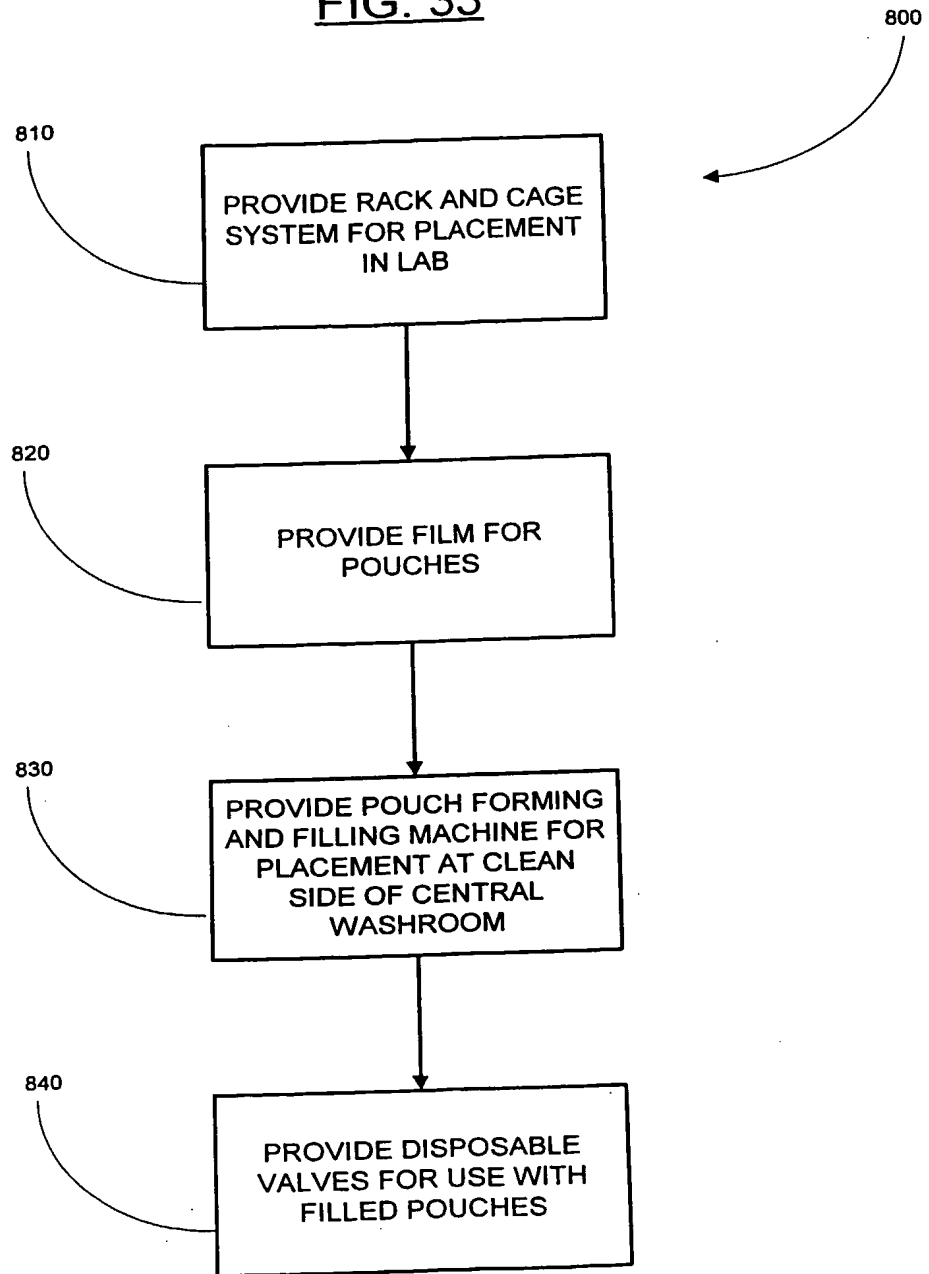 FIG. 35
800
810
PROVIDE RACK AND CAGE
SYSTEM FOR PLACEMENT
IN LAB
820
PROVIDE FILM FOR
POUCHES
830
PROVIDE POUCH FORMING
AND FILLING MACHINE FOR
PLACEMENT AT CLEAN
SIDE OF CENTRAL
WASHROOM
840
PROVIDE DISPOSABLE
VALVES FOR USE WITH
FILLED POUCHES